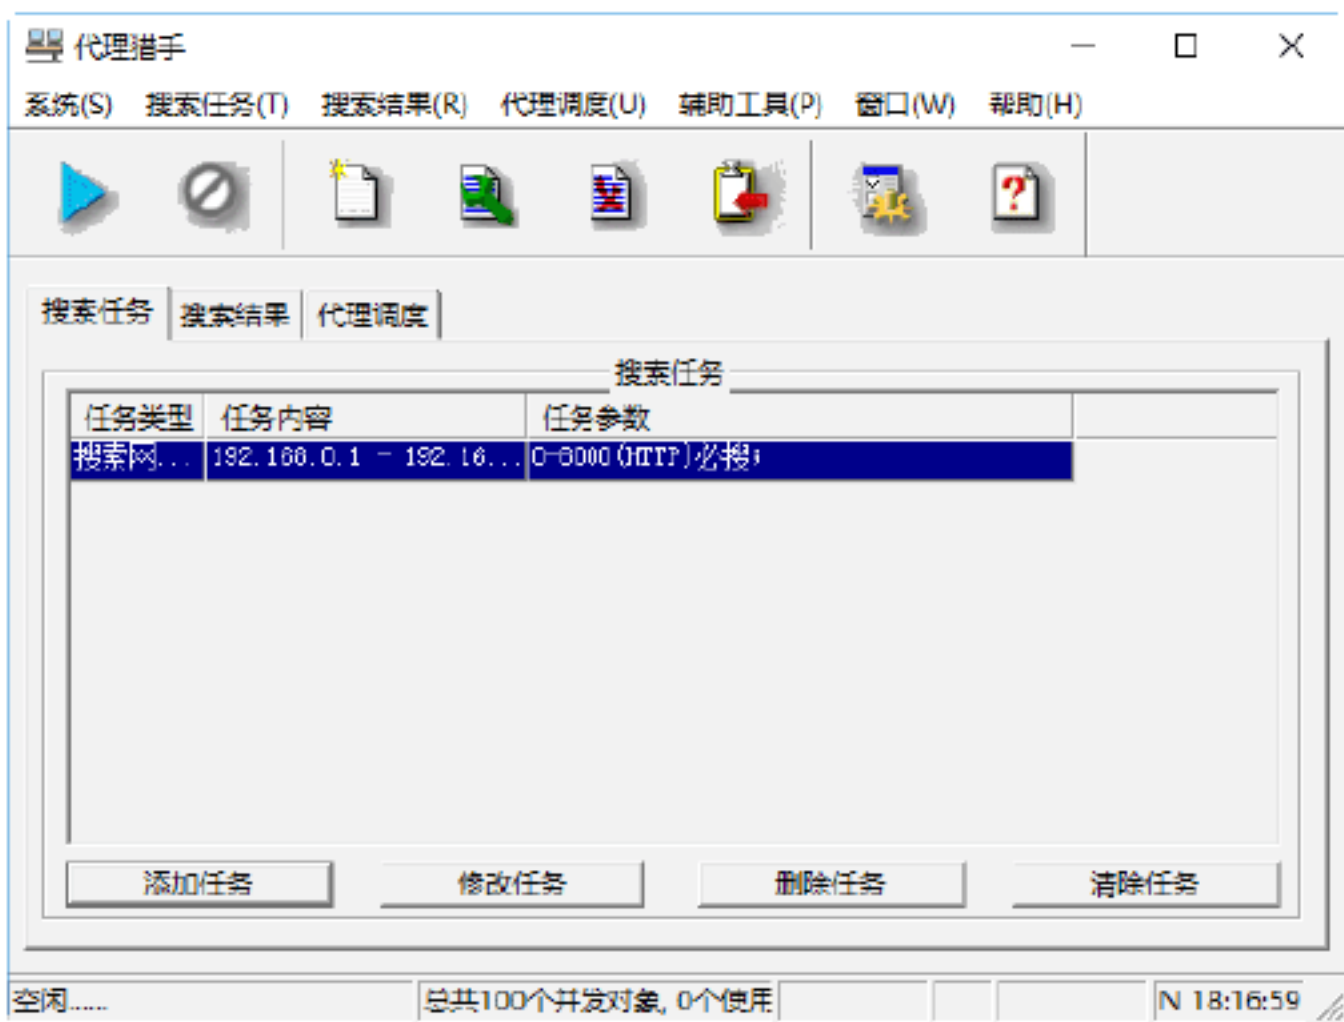 代理猎手
系统(S) 搜索任务(T) 搜索结果(R) 代理调度(U) 辅助工具(P) 窗口(W) 帮助(H)
搜索任务 搜索结果 代理调度
搜索任务
任务类型 任务内容 任务参数
搜索网... 192.168.0.1 - 192.16... (HTTP)必搜;
添加任务 修改任务 删除任务 清除任务
空闲...... 总共100个并发对象, 0个使用 N 18:16:59